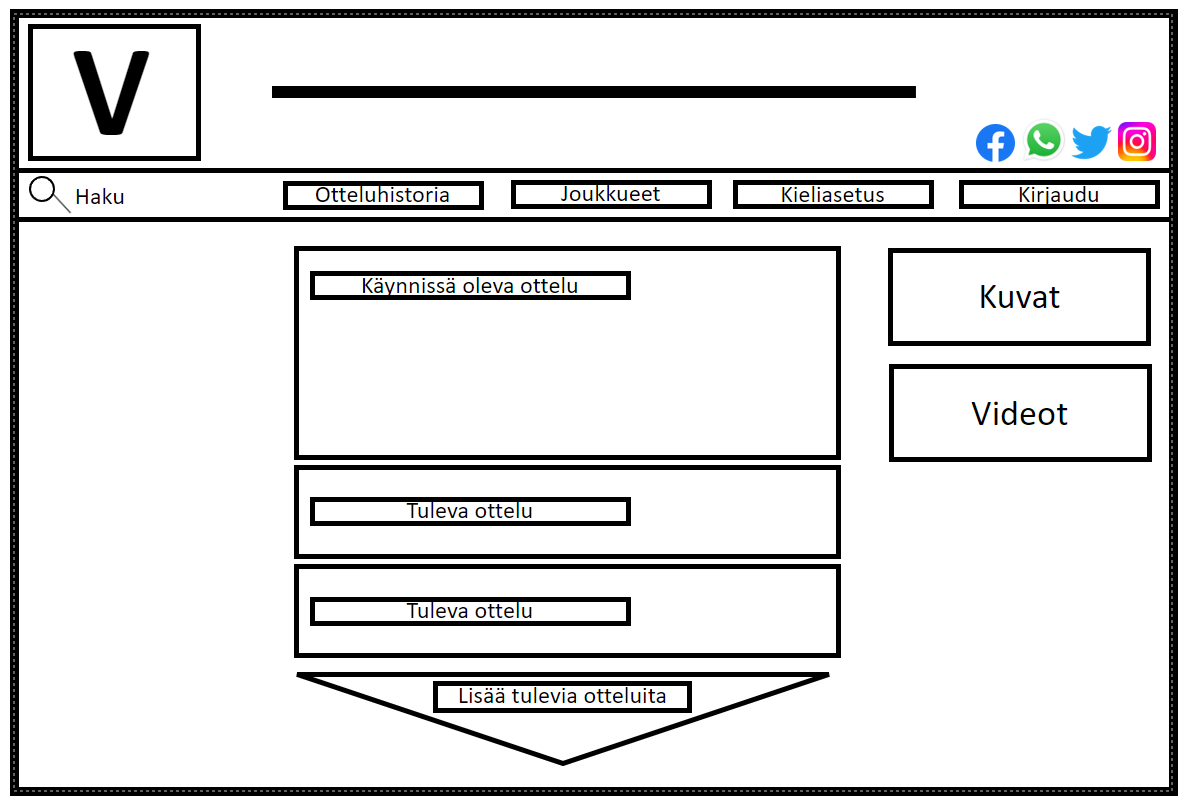 V
Haku
Otteluhistoria
Joukkueet
Kieliasetus
Kirjaudu
Käynnissä oleva ottelu
Kuvat
Videot
Tuleva ottelu
Tuleva ottelu
Lisää tulevia otteluita